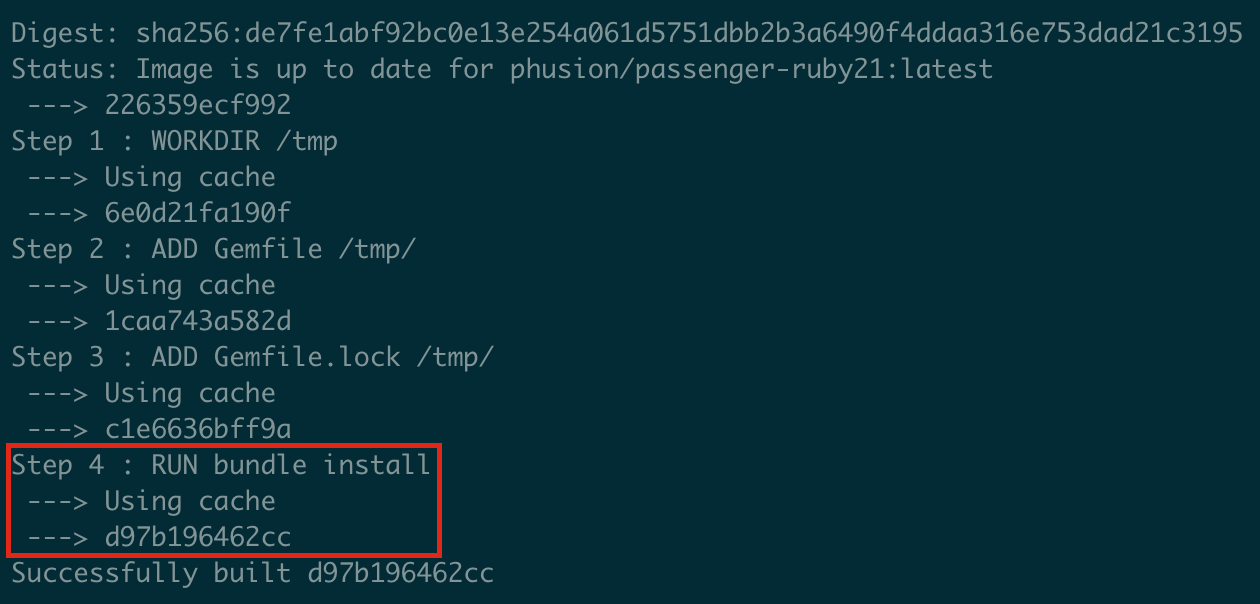 Digest: sha256:de7fe1abf92bc0e13e254a061d5751dbb2b3a6490f4ddaa316e753dad21c3195
Status: Image is up to date for phusion/passenger-ruby21:latest
 ---> 226359ecf992
Step 1 : WORKDIR /tmp
 ---> Using cache
 ---> 6e0d21fa190f
Step 2 : ADD Gemfile /tmp/
 ---> Using cache
 ---> 1caa743a582d
Step 3 : ADD Gemfile.lock /tmp/
 ---> Using cache
 ---> c1e6636bff9a
Step 4 : RUN bundle install
 ---> Using cache
 ---> d97b196462cc
Successfully built d97b196462cc